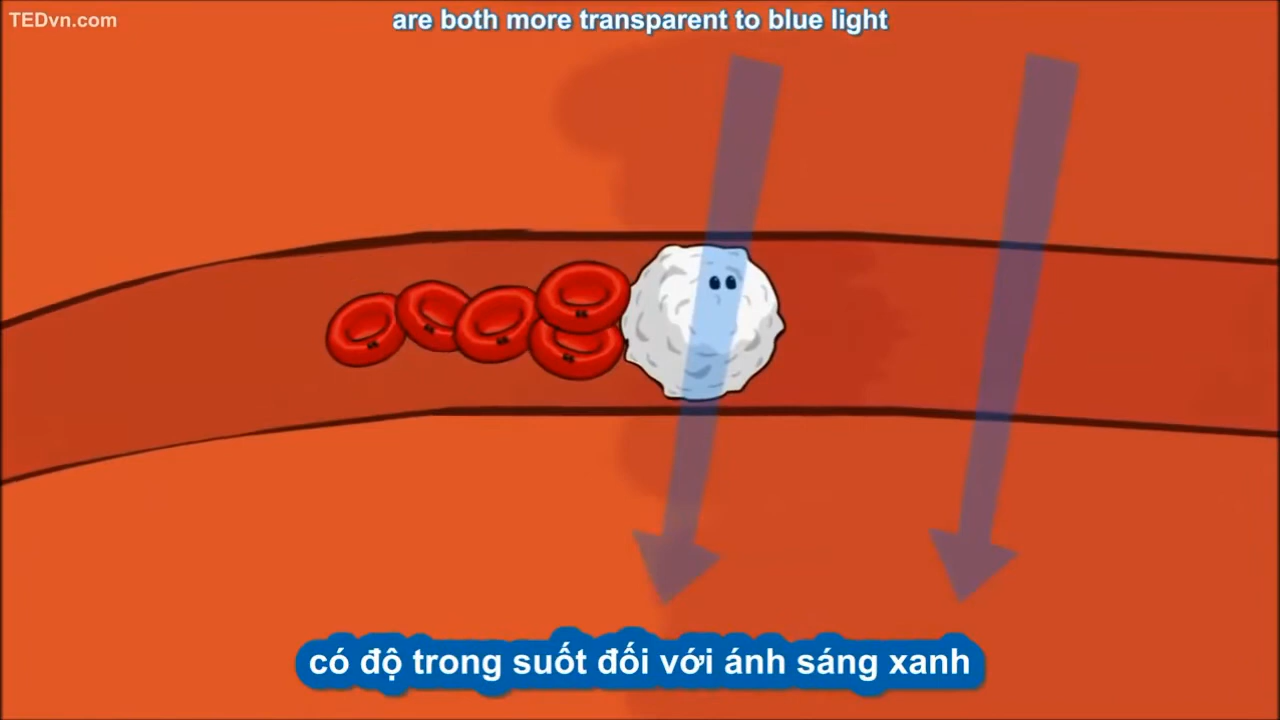 TEDvn.com
are both more transparent to blue light
có độ trong suốt đối với ánh sáng xanh